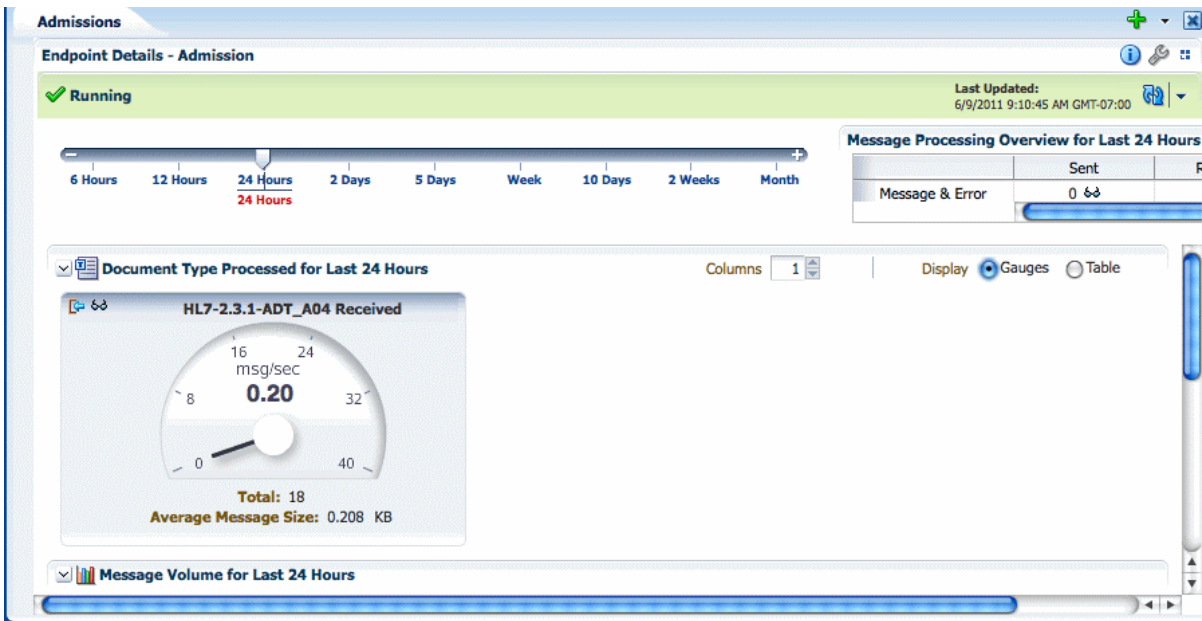 Admissions
Endpoint Details - Admission
Running
Last Updated:
6/9/2011 9:10:45 AM GMT-07:00
6 Hours 12 Hours 24 Hours 2 Days 5 Days Week 10 Days 2 Weeks Month
24 Hours
Message Processing Overview for Last 24 Hours
Sent R
Message & Error 0
Document Type Processed for Last 24 Hours
Columns 1 Display Gauges Table
HL7-2.3.1-ADT_A04 Received
16 24
msg/sec
0.20
8 32
0 40
Total: 18
Average Message Size: 0.208 KB
Message Volume for Last 24 Hours